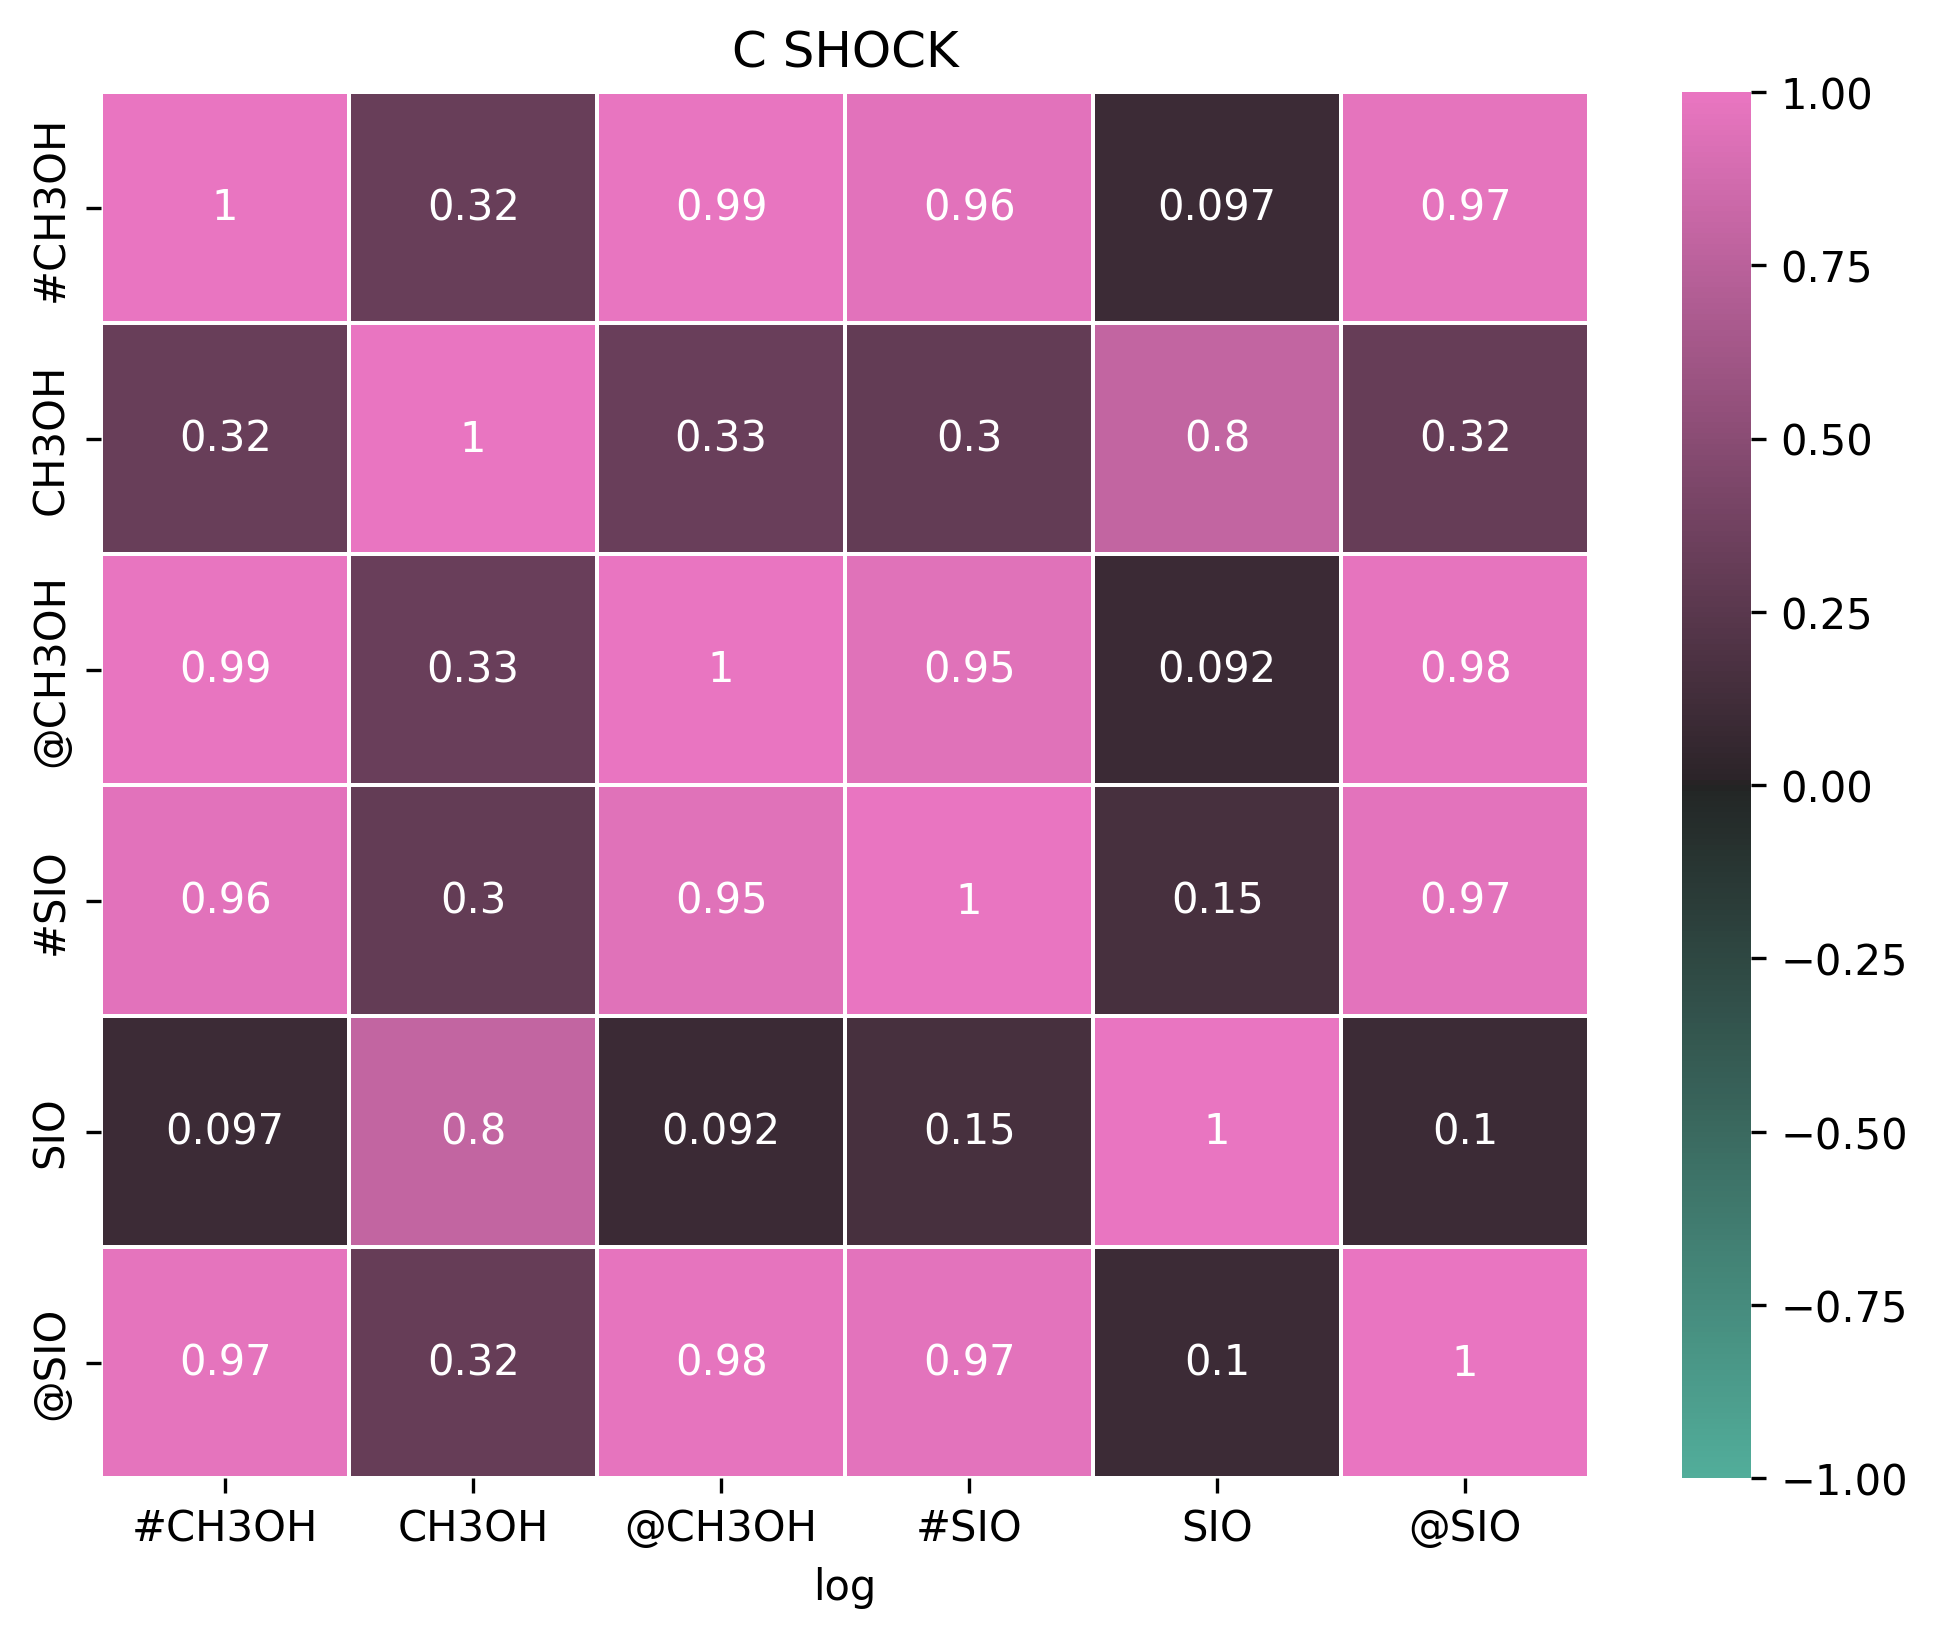 C SHOCK
#CH3OH 1 0.32 0.99 0.96 0.097 0.97
CH3OH 0.32 1 0.33 0.3 0.8 0.32
@CH3OH 0.99 0.33 1 0.95 0.092 0.98
#SIO 0.96 0.3 0.95 1 0.15 0.97
SIO 0.097 0.8 0.092 0.15 1 0.1
@SIO 0.97 0.32 0.98 0.97 0.1 1
#CH3OH CH3OH @CH3OH #SIO SIO @SIO
log
1.00
0.75
0.50
0.25
0.00
−0.25
−0.50
−0.75
−1.00